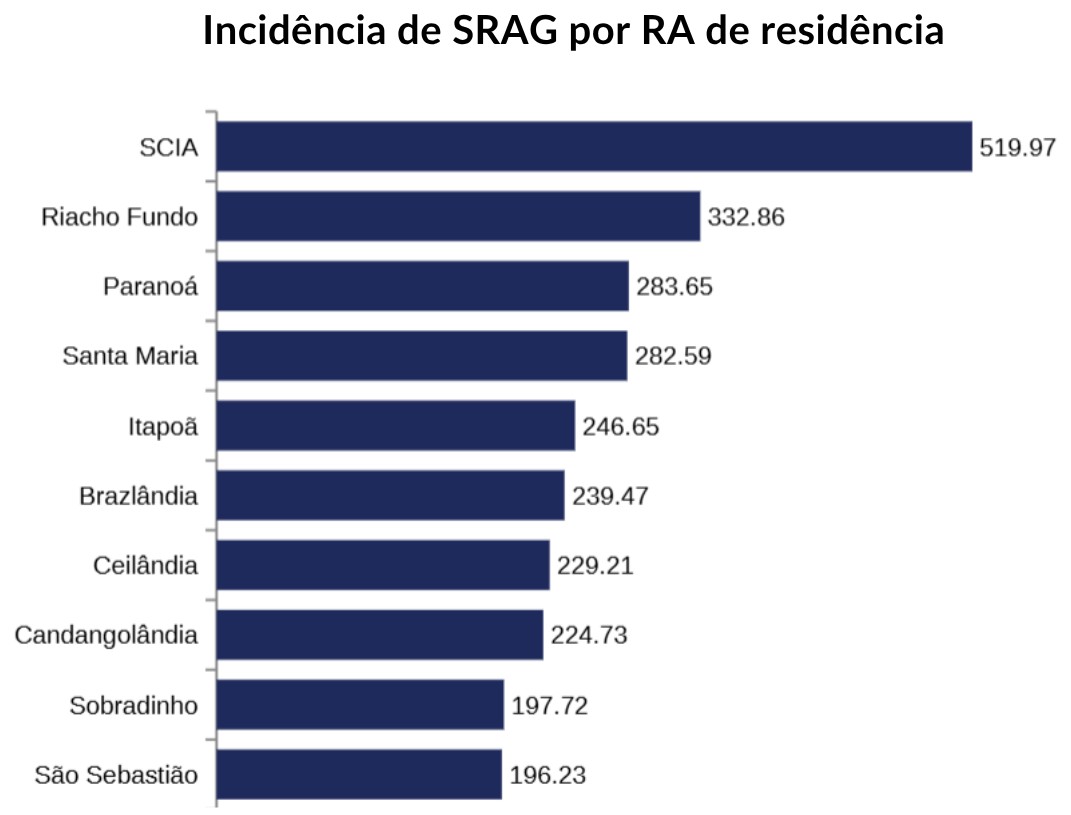 Incidência de SRAG por RA de residência
SCIA 519.97
Riacho Fundo 332.86
Paranoá 283.65
Santa Maria 282.59
Itapoã 246.65
Brazlândia 239.47
Ceilândia 229.21
Candangolândia 224.73
Sobradinho 197.72
São Sebastião 196.23